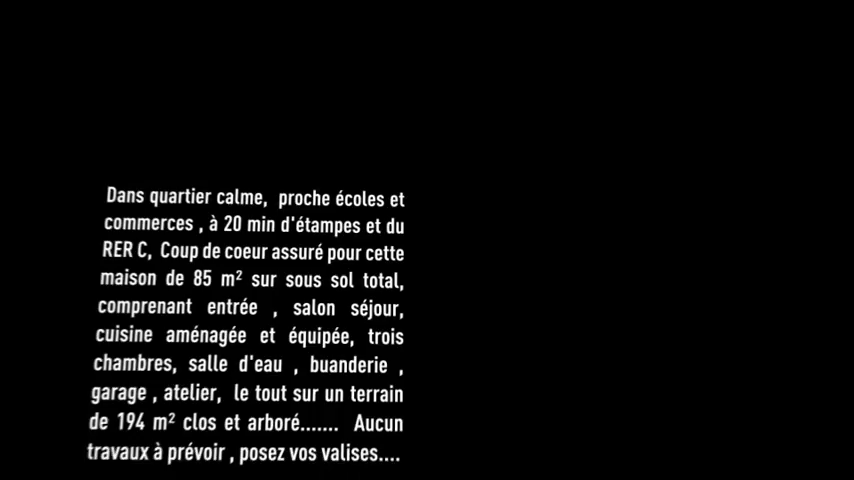 Dans quartier calme,  proche écoles et
commerces , à 20 min d'étampes et du
RER C,  Coup de coeur assuré pour cette
maison de 85 m² sur sous sol total,
comprenant entrée , salon séjour,
cuisine aménagée et équipée, trois
chambres, salle d'eau , buanderie ,
garage , atelier,  le tout sur un terrain
de 194 m² clos et arboré.......  Aucun
travaux à prévoir , posez vos valises....